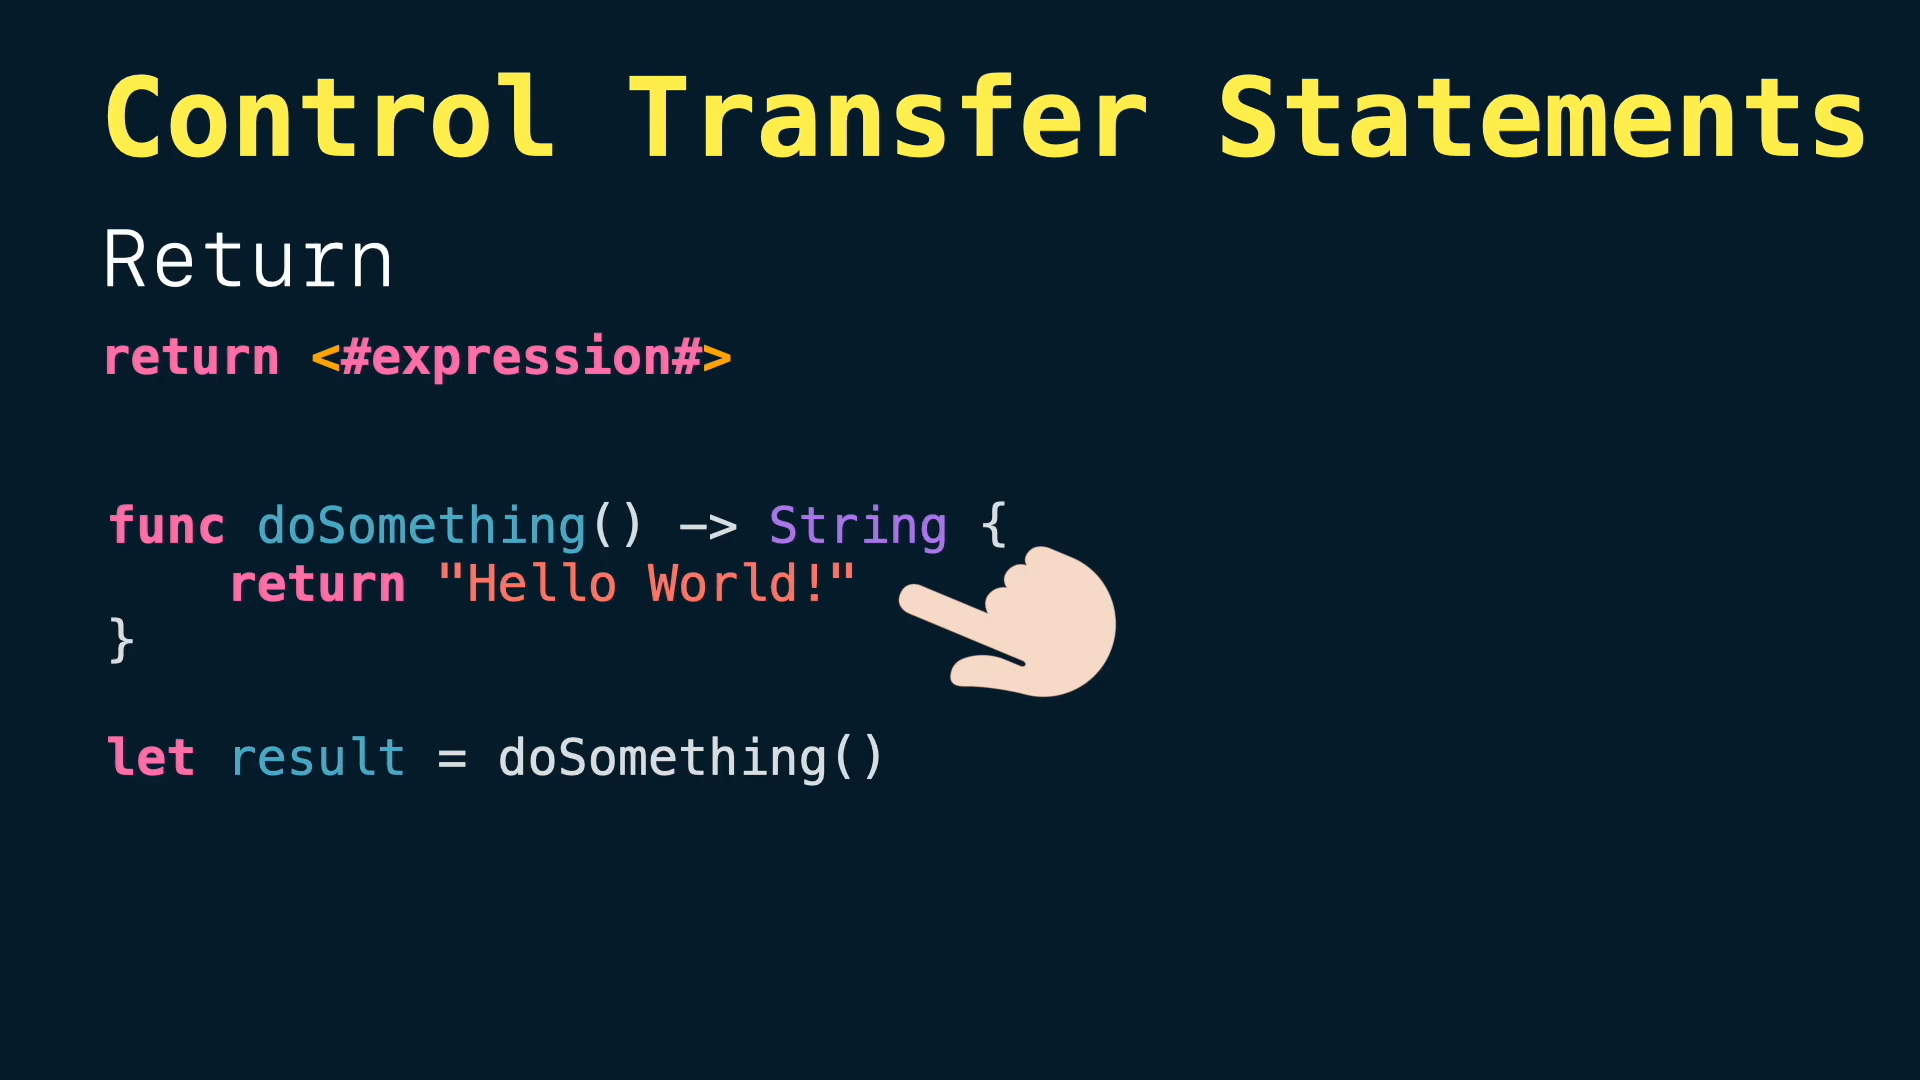 Control Transfer Statements
Return
return <#expression#>
func doSomething() -> String {
    return "Hello World!"
}
let result = doSomething()